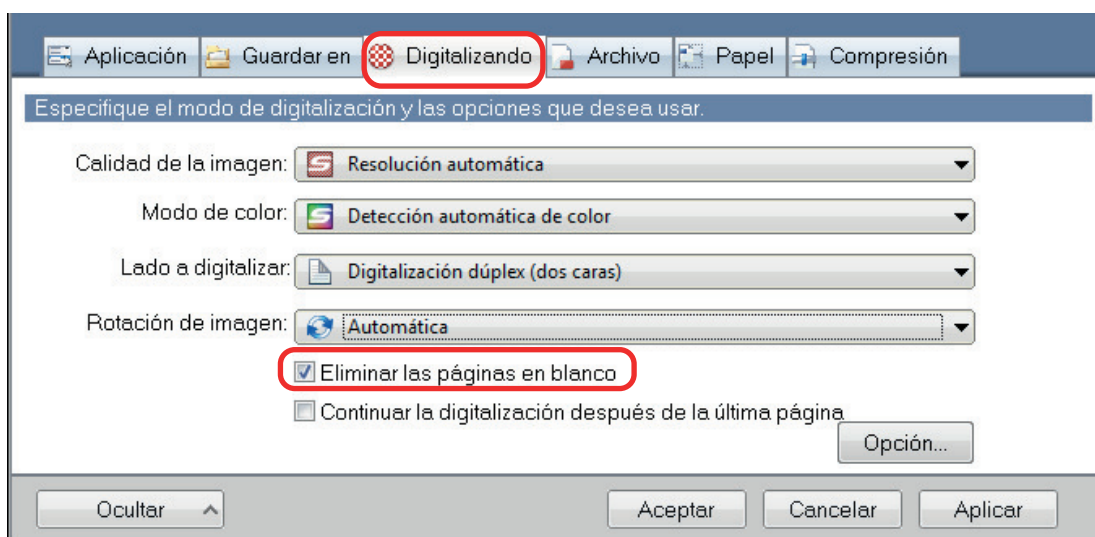 Aplicación Guardar en Digitalizando Archivo Papel Compresión
Especifique el modo de digitalización y las opciones que desea usar.
Calidad de la imagen: Resolución automática
Modo de color: Detección automática de color
Lado a digitalizar: Digitalización dúplex (dos caras)
Rotación de imagen: Automática
Eliminar las páginas en blanco
Continuar la digitalización después de la última página
Opción...
Ocultar Aceptar Cancelar Aplicar